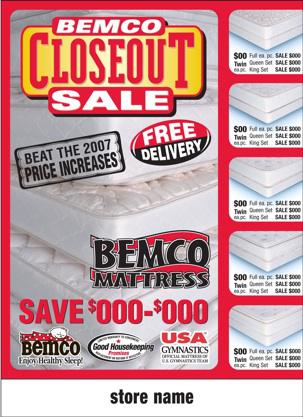 BEMCO
CLOSEOUT
SALE
BEAT THE 2007
PRICE INCREASES
FREE
DELIVERY
BEMCO
MATTRESS
SAVE $000-$000
Bemco
Enjoy Healthy Sleep!
Good Housekeeping
Promises
USA
GYMNASTICS
OFFICIAL MATTRESS OF
U.S. GYMNASTICS TEAM
$00 Full ea. pc. SALE $000
Twin Queen Set SALE $000
ea.pc. King Set SALE $000
$00 Full ea. pc. SALE $000
Twin Queen Set SALE $000
ea.pc. King Set SALE $000
$00 Full ea. pc. SALE $000
Twin Queen Set SALE $000
ea.pc. King Set SALE $000
$00 Full ea. pc. SALE $000
Twin Queen Set SALE $000
ea.pc. King Set SALE $000
$00 Full ea. pc. SALE $000
Twin Queen Set SALE $000
ea.pc. King Set SALE $000
store name